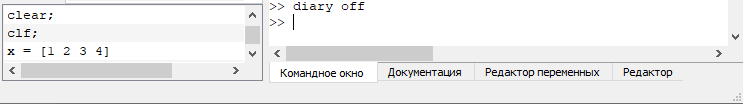 clear;
clf;
x = [1 2 3 4]
>> diary off
>>
Командное окно Документация Редактор переменных Редактор